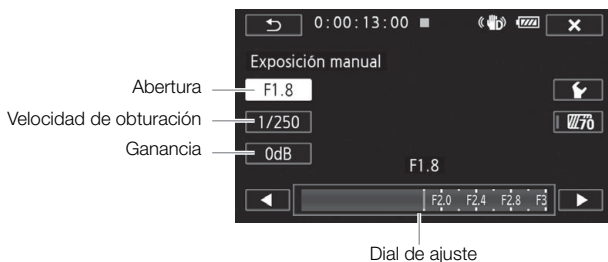 0:00:13:00
Exposición manual
Abertura
F1.8
Velocidad de obturación
1/250
70
Ganancia
0dB
F1.8
F2.0 F2.4 F2.8 F3
Dial de ajuste